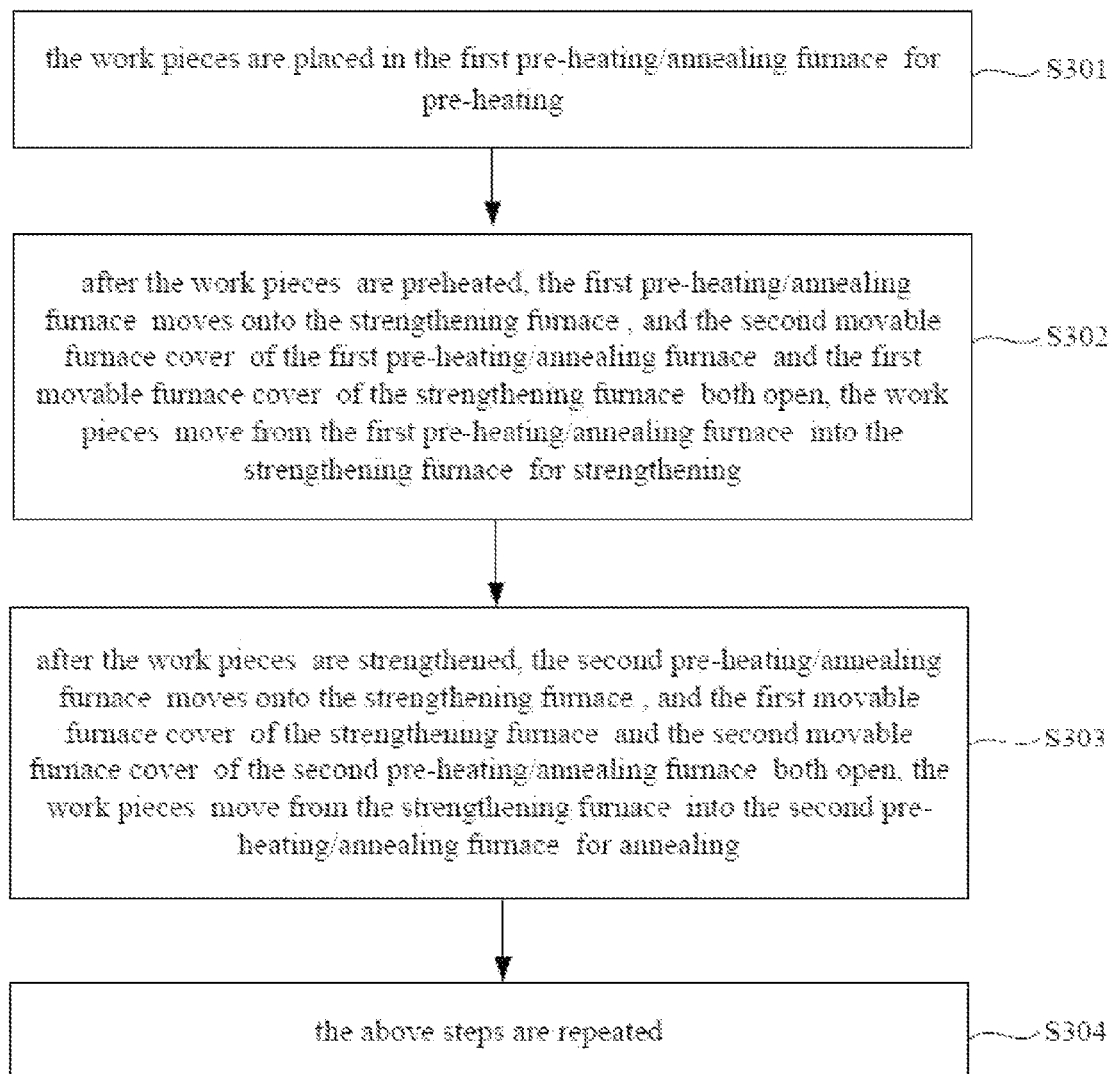 the work pieces are placed in the first pre-heating/annealing furnace for
pre-heating
S301
after the work pieces are preheated, the first pre-heating/annealing
furnace moves onto the strengthening furnace , and the second movable
furnace cover of the first pre-heating/annealing furnace and the first
movable furnace cover of the strengthening furnace both open, the work
pieces move from the first pre-heating/annealing furnace into the
strengthening furnace for strengthening
S302
after the work pieces are strengthened, the second pre-heating/annealing
furnace moves onto the strengthening furnace , and the first movable
furnace cover of the strengthening furnace and the second movable
furnace cover of the second pre-heating/annealing furnace both open, the
work pieces move from the strengthening furnace into the second pre-
heating/annealing furnace for annealing
S303
the above steps are repeated
S304